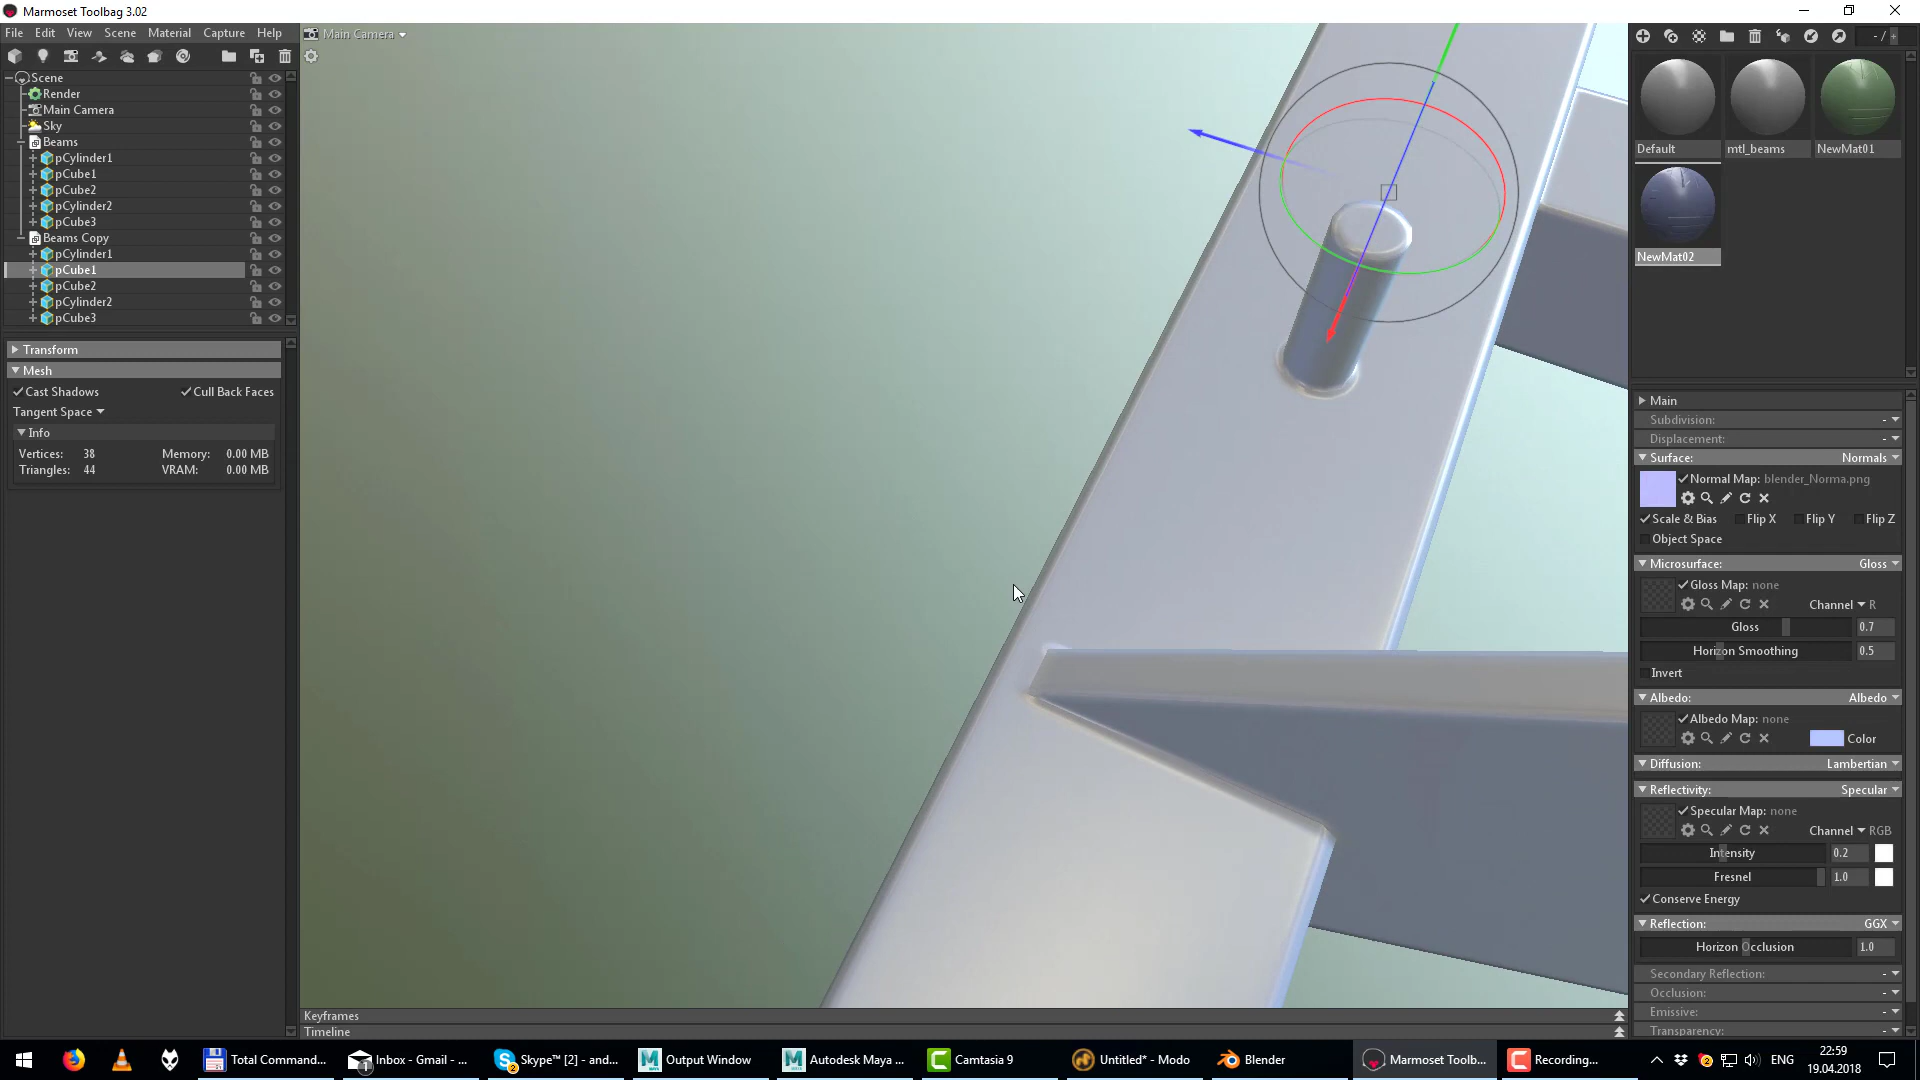 Marmoset Toolbag 3.02
File Edit View Scene Material Capture Help
Main Camera
Scene
Render
Main Camera
Sky
Beams
pCylinder1
pCube1
pCube2
pCylinder2
pCube3
Beams Copy
pCylinder1
pCube1
pCube2
pCylinder2
pCube3
Transform
Mesh
Cast Shadows Cull Back Faces
Tangent Space
Info
Vertices: 38 Memory: 0.00 MB
Triangles: 44 VRAM: 0.00 MB
Keyframes
Timeline
- / +
Default mtl_beams NewMat01
NewMat02
Main
Subdivision: -
Displacement: -
Surface: Normals
Normal Map: blender_Norma.png
Scale & Bias Flip X Flip Y Flip Z
Object Space
Microsurface: Gloss
Gloss Map: none
Channel R
Gloss 0.7
Horizon Smoothing 0.5
Invert
Albedo: Albedo
Albedo Map: none
Color
Diffusion: Lambertian
Reflectivity: Specular
Specular Map: none
Channel RGB
Intensity 0.2
Fresnel 1.0
Conserve Energy
Reflection: GGX
Horizon Occlusion 1.0
Secondary Reflection: -
Occlusion: -
Emissive: -
Transparency: -
Total Command... Inbox - Gmail - ... Skype™ [2] - and... Output Window Autodesk Maya ... Camtasia 9 Untitled* - Modo Blender Marmoset Toolb... Recording... ENG
22:59
19.04.2018